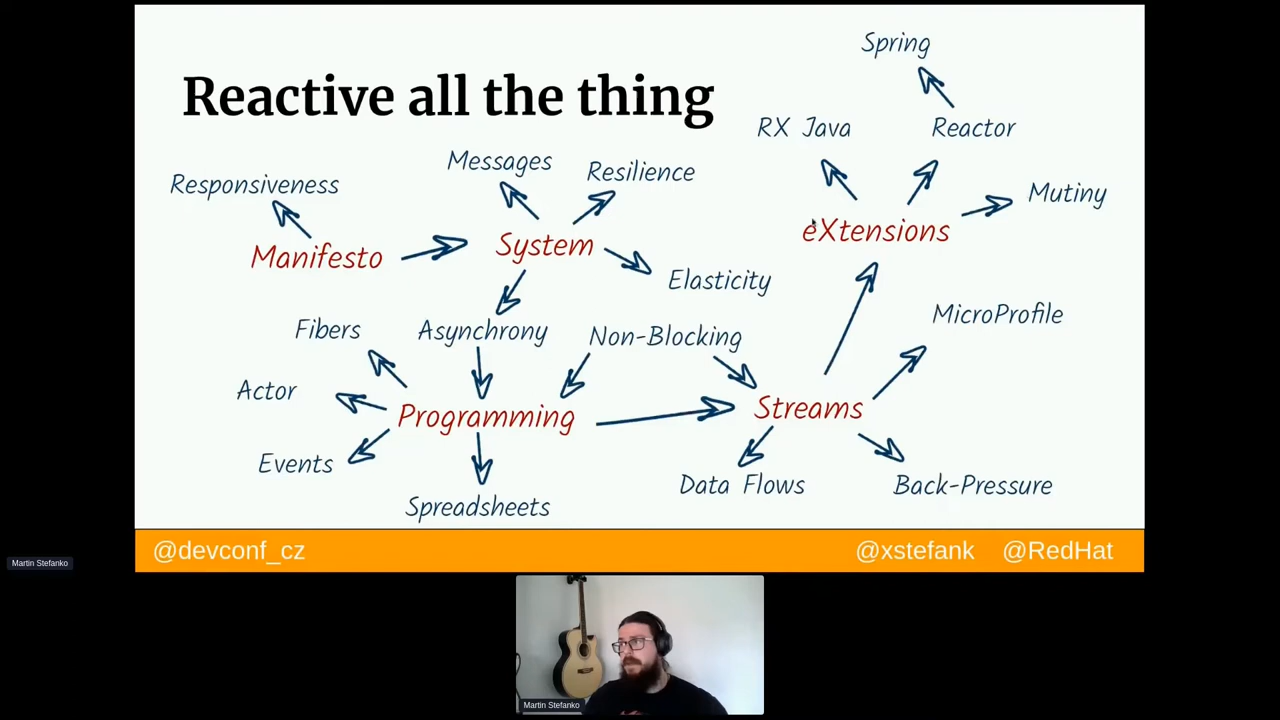 Spring
Reactive all the thing
RX Java
Reactor
Messages
Resilience
Responsiveness
Mutiny
eXtensions
Manifesto
System
Elasticity
MicroProfile
Fibers
Asynchrony
Non-Blocking
Actor
Programming
Streams
Events
Data Flows
Back-Pressure
Spreadsheets
@devconf_cz
@xstefank @RedHat
Martin Stefanko
Martin Stefanko